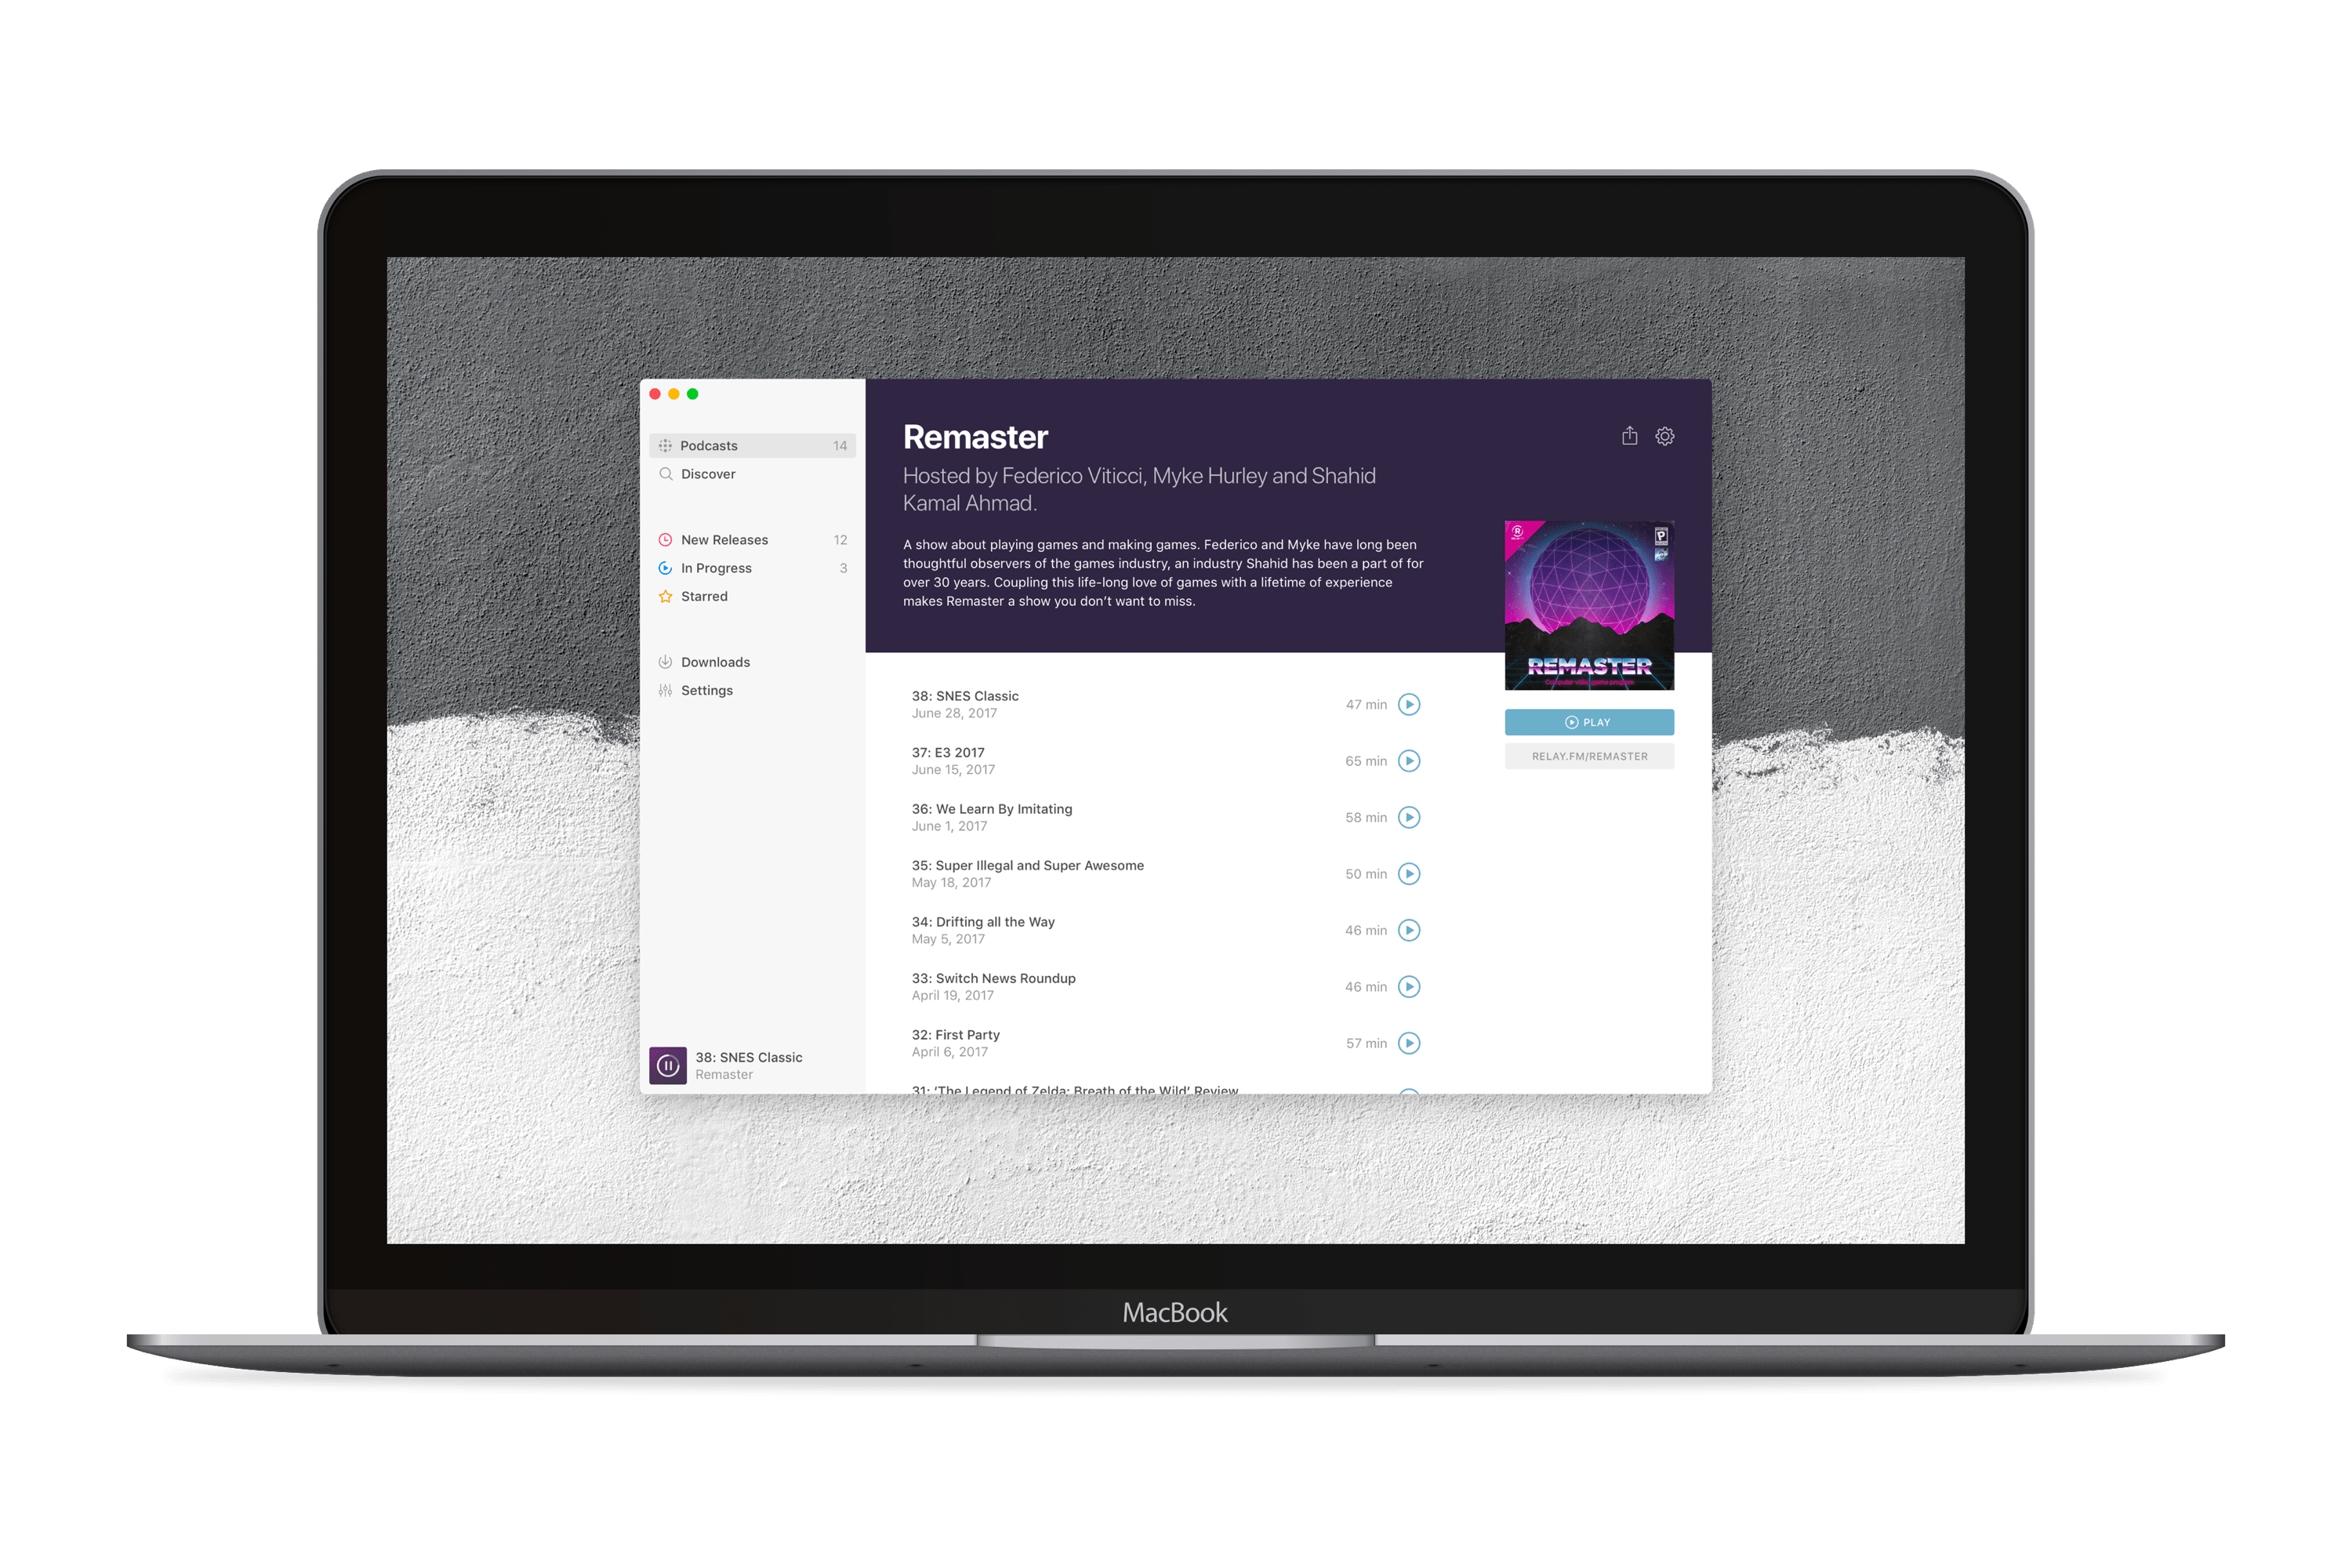 Podcasts 14
Discover
New Releases 12
In Progress 3
Starred
Downloads
Settings
38: SNES Classic
Remaster
Remaster
Hosted by Federico Viticci, Myke Hurley and Shahid
Kamal Ahmad.
A show about playing games and making games. Federico and Myke have long been
thoughtful observers of the games industry, an industry Shahid has been a part of for
over 30 years. Coupling this life-long love of games with a lifetime of experience
makes Remaster a show you don’t want to miss.
38: SNES Classic 47 min
June 28, 2017
37: E3 2017 65 min
June 15, 2017
36: We Learn By Imitating 58 min
June 1, 2017
35: Super Illegal and Super Awesome 50 min
May 18, 2017
34: Drifting all the Way 46 min
May 5, 2017
33: Switch News Roundup 46 min
April 19, 2017
32: First Party 57 min
April 6, 2017
31: ‘The Legend of Zelda: Breath of the Wild’ Review
R
P
REMASTER
Computer video game program
PLAY
RELAY.FM/REMASTER
MacBook